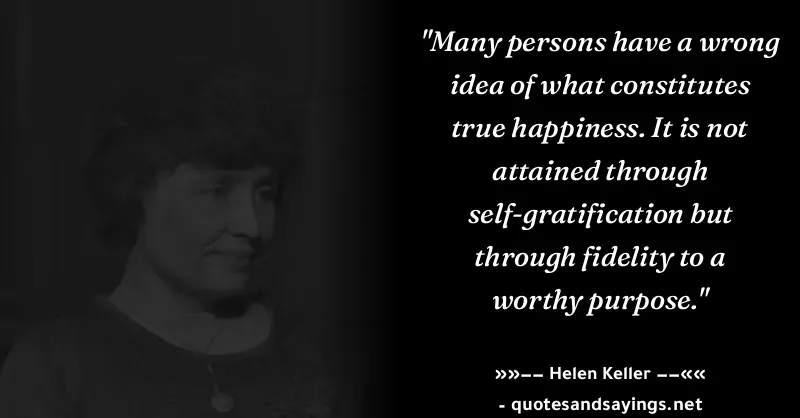 "Many persons have a wrong
idea of what constitutes
true happiness. It is not
attained through
self-gratification but
through fidelity to a
worthy purpose."
»»–– Helen Keller ––««
- quotesandsayings.net